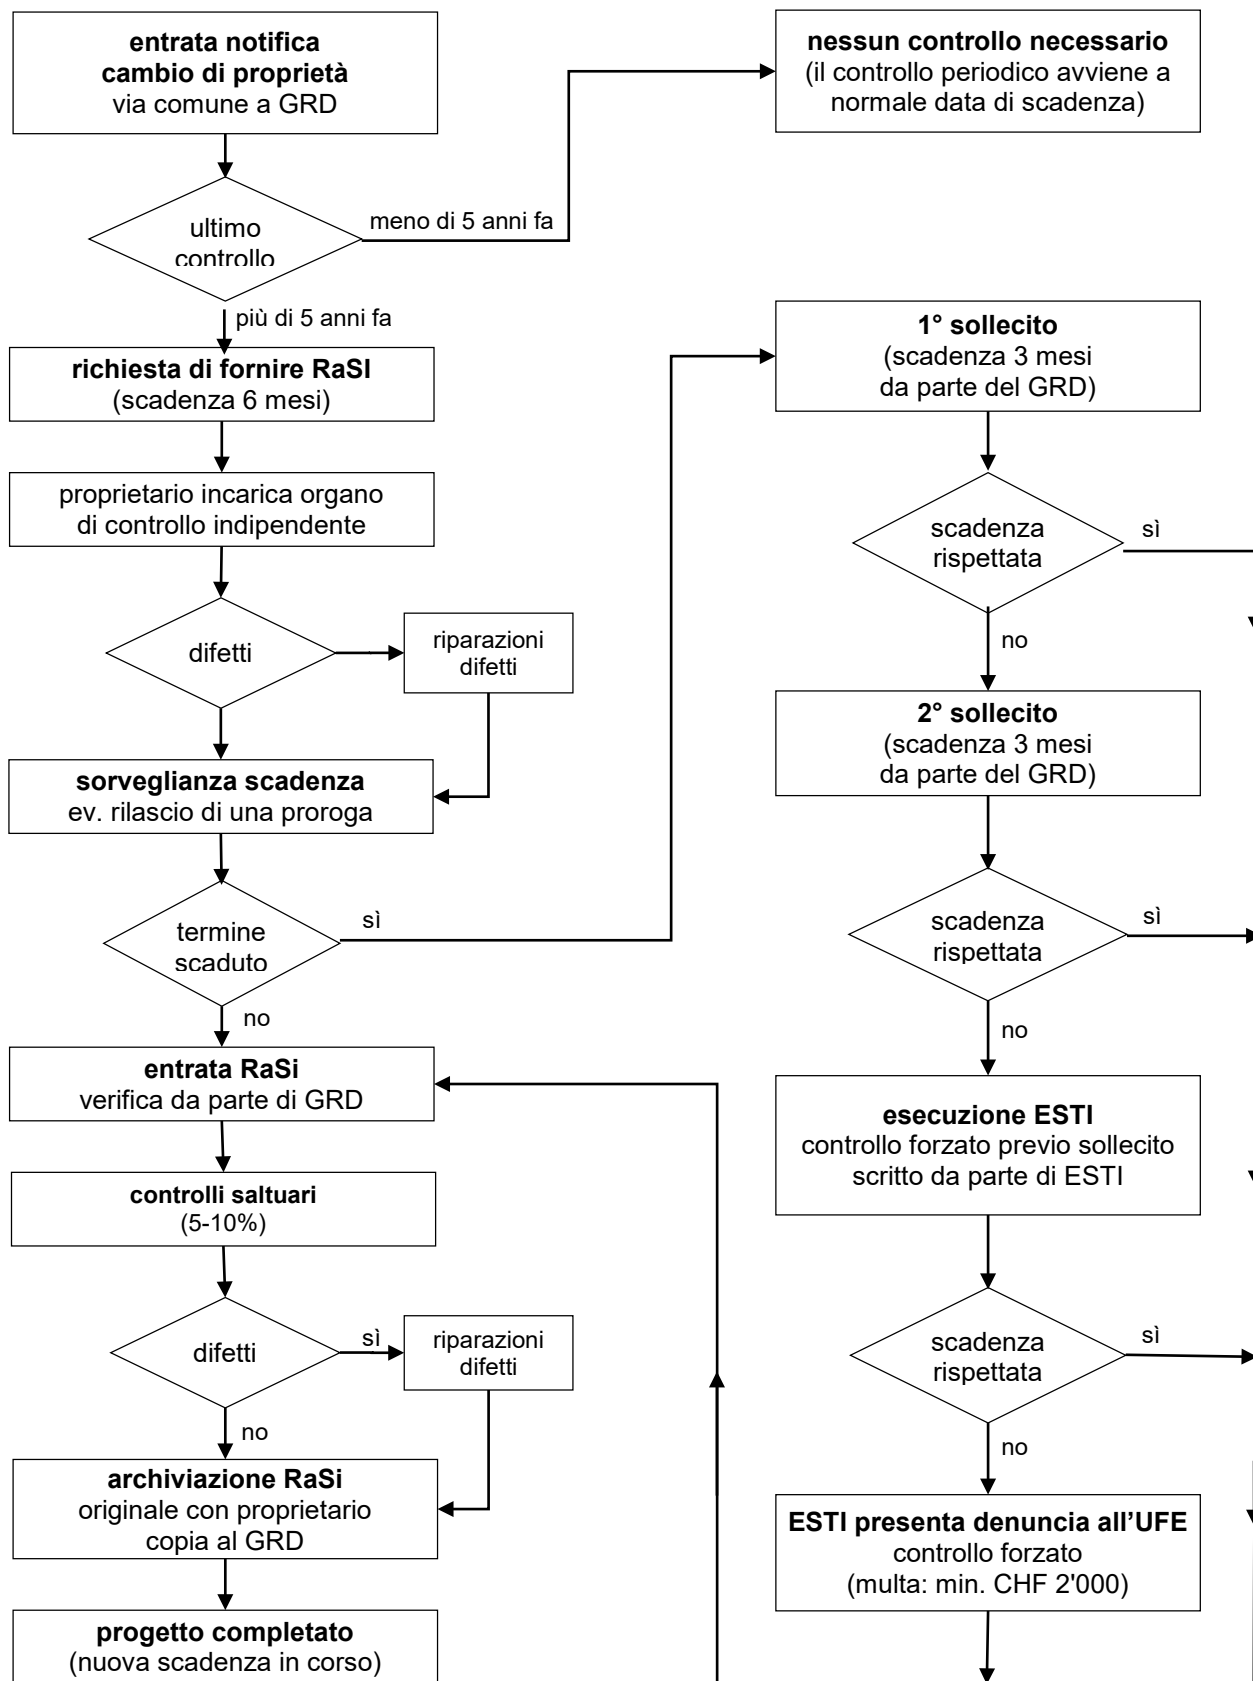 entrata notifica
cambio di proprietà
via comune a GRD
ultimo
controllo
meno di 5 anni fa
nessun controllo necessario
(il controllo periodico avviene a
normale data di scadenza)
più di 5 anni fa
richiesta di fornire RaSI
(scadenza 6 mesi)
proprietario incarica organo
di controllo indipendente
difetti
riparazioni
difetti
sorveglianza scadenza
ev. rilascio di una proroga
termine
scaduto
sì
no
entrata RaSi
verifica da parte di GRD
controlli saltuari
(5-10%)
difetti
sì
riparazioni
difetti
no
archiviazione RaSi
originale con proprietario
copia al GRD
progetto completato
(nuova scadenza in corso)
1° sollecito
(scadenza 3 mesi
da parte del GRD)
scadenza
rispettata
sì
no
2° sollecito
(scadenza 3 mesi
da parte del GRD)
scadenza
rispettata
sì
no
esecuzione ESTI
controllo forzato previo sollecito
scritto da parte di ESTI
scadenza
rispettata
sì
no
ESTI presenta denuncia all'UFE
controllo forzato
(multa: min. CHF 2'000)